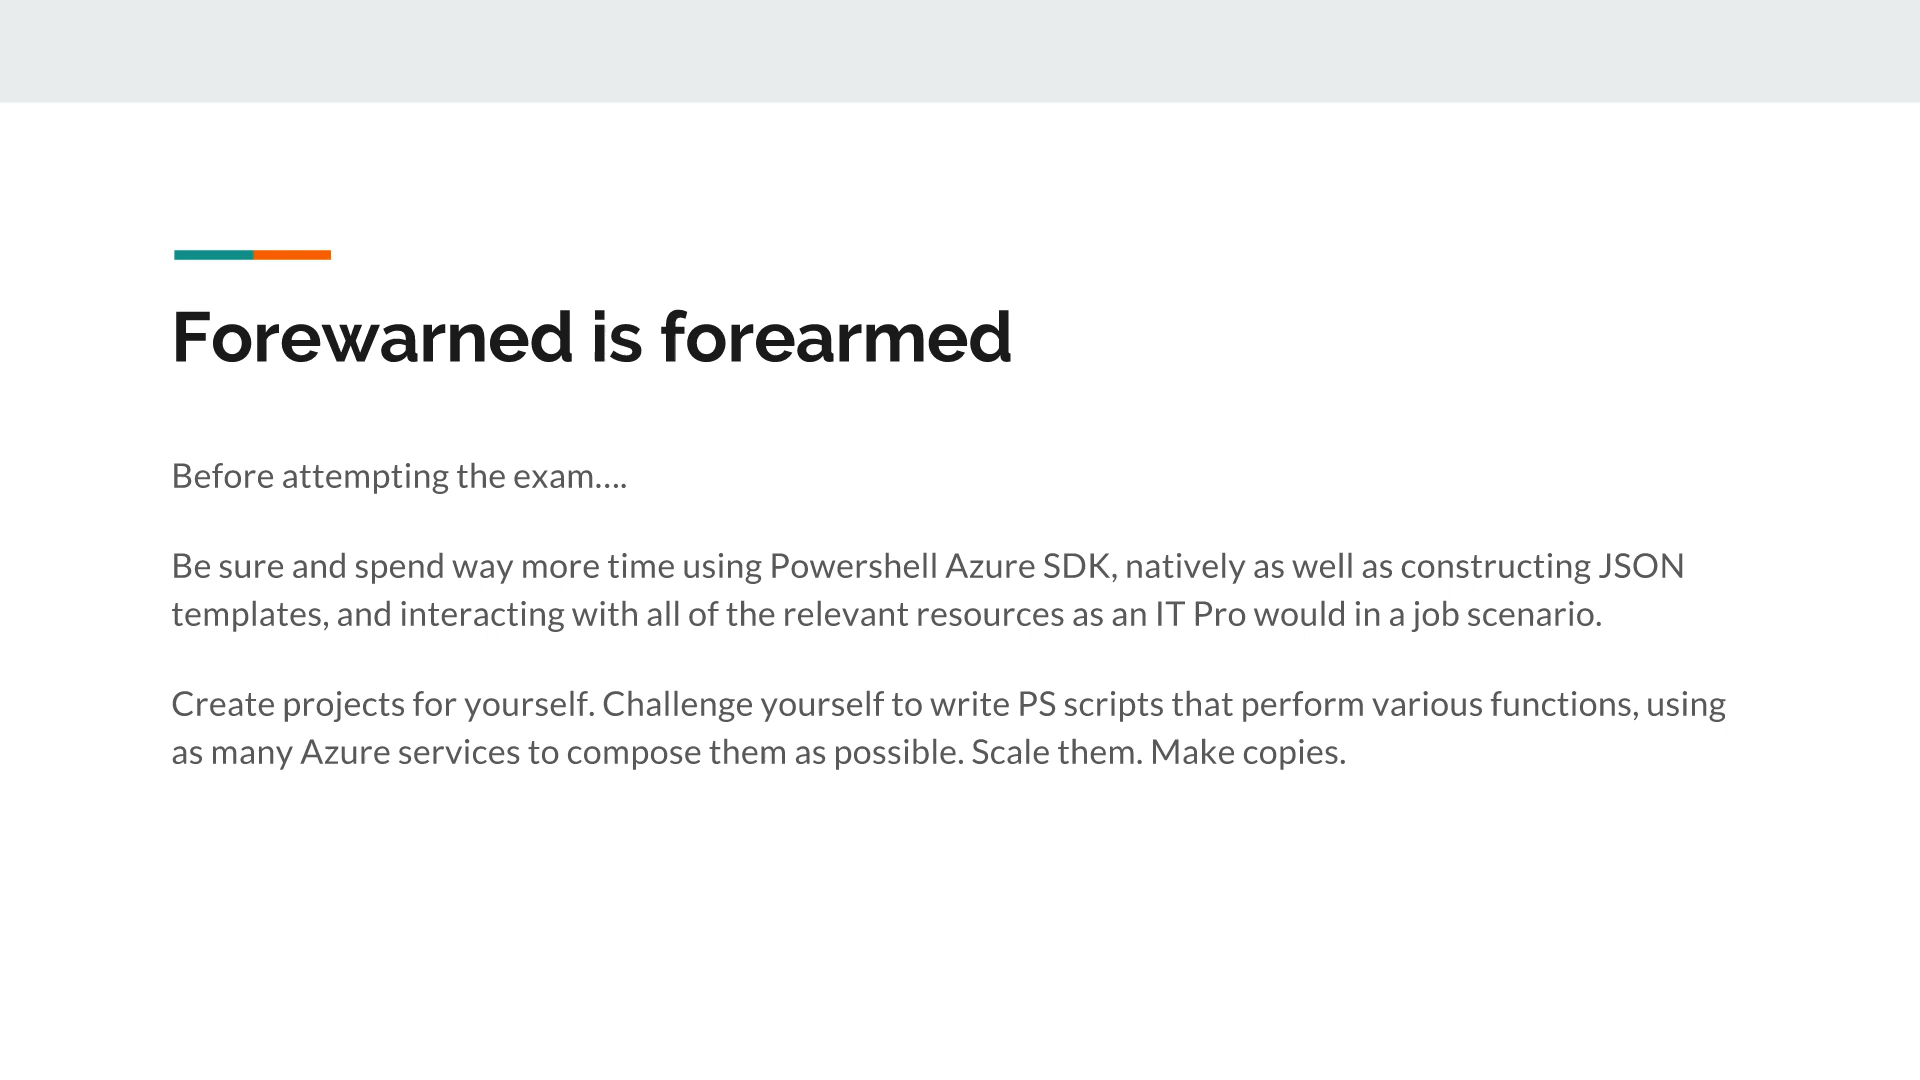 Forewarned is forearmed
Before attempting the exam....
Be sure and spend way more time using Powershell Azure SDK, natively as well as constructing JSON
templates, and interacting with all of the relevant resources as an IT Pro would in a job scenario.
Create projects for yourself. Challenge yourself to write PS scripts that perform various functions, using
as many Azure services to compose them as possible. Scale them. Make copies.